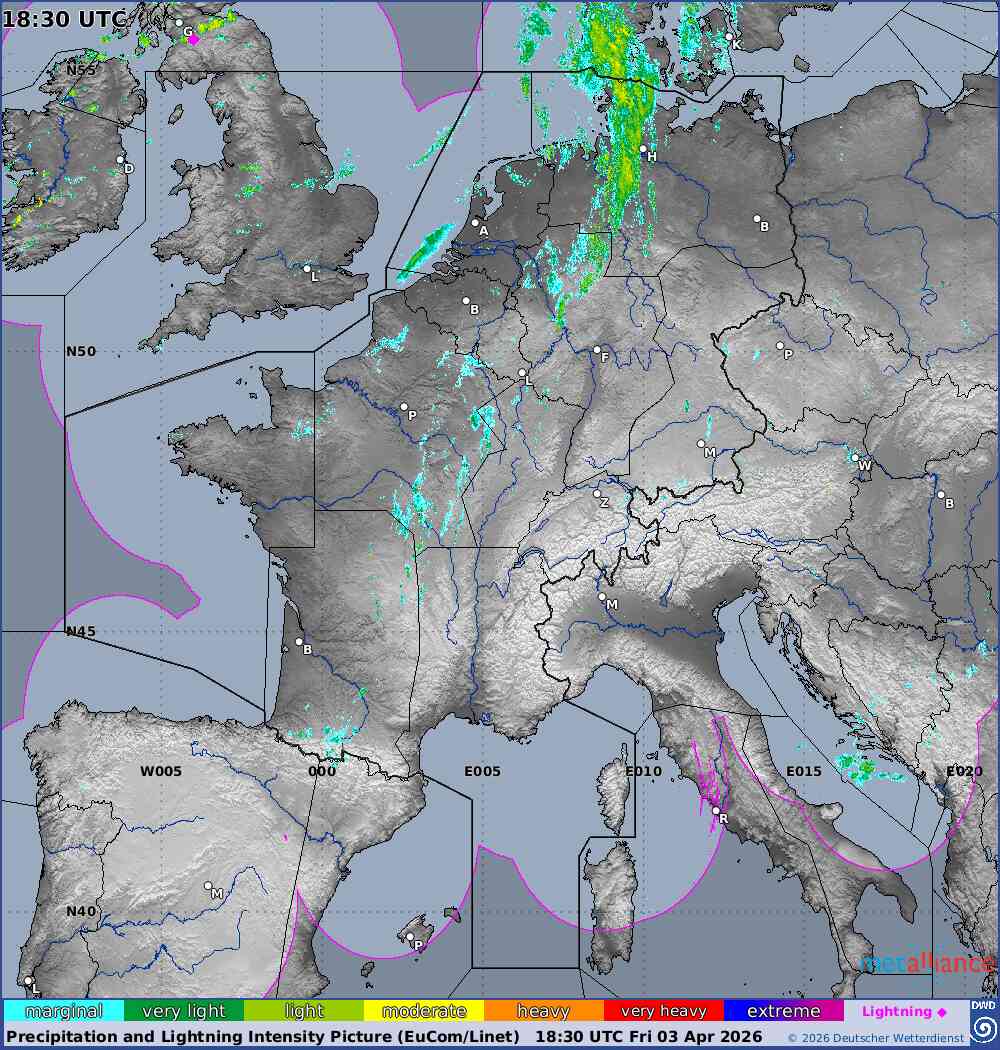 18:30 UTC
G
K
N55
D
H
A
B
L
B
N50
F
P
L
P
M
W
Z
B
M
N45
B
W005
000
E005
E010
E015
E020
R
M
N40
P
L
metalliance
marginal very light light moderate heavy very heavy extreme Lightning ◆
DWD
Precipitation and Lightning Intensity Picture (EuCom/Linet) 18:30 UTC Fri 03 Apr 2026 © 2026 Deutscher Wetterdienst